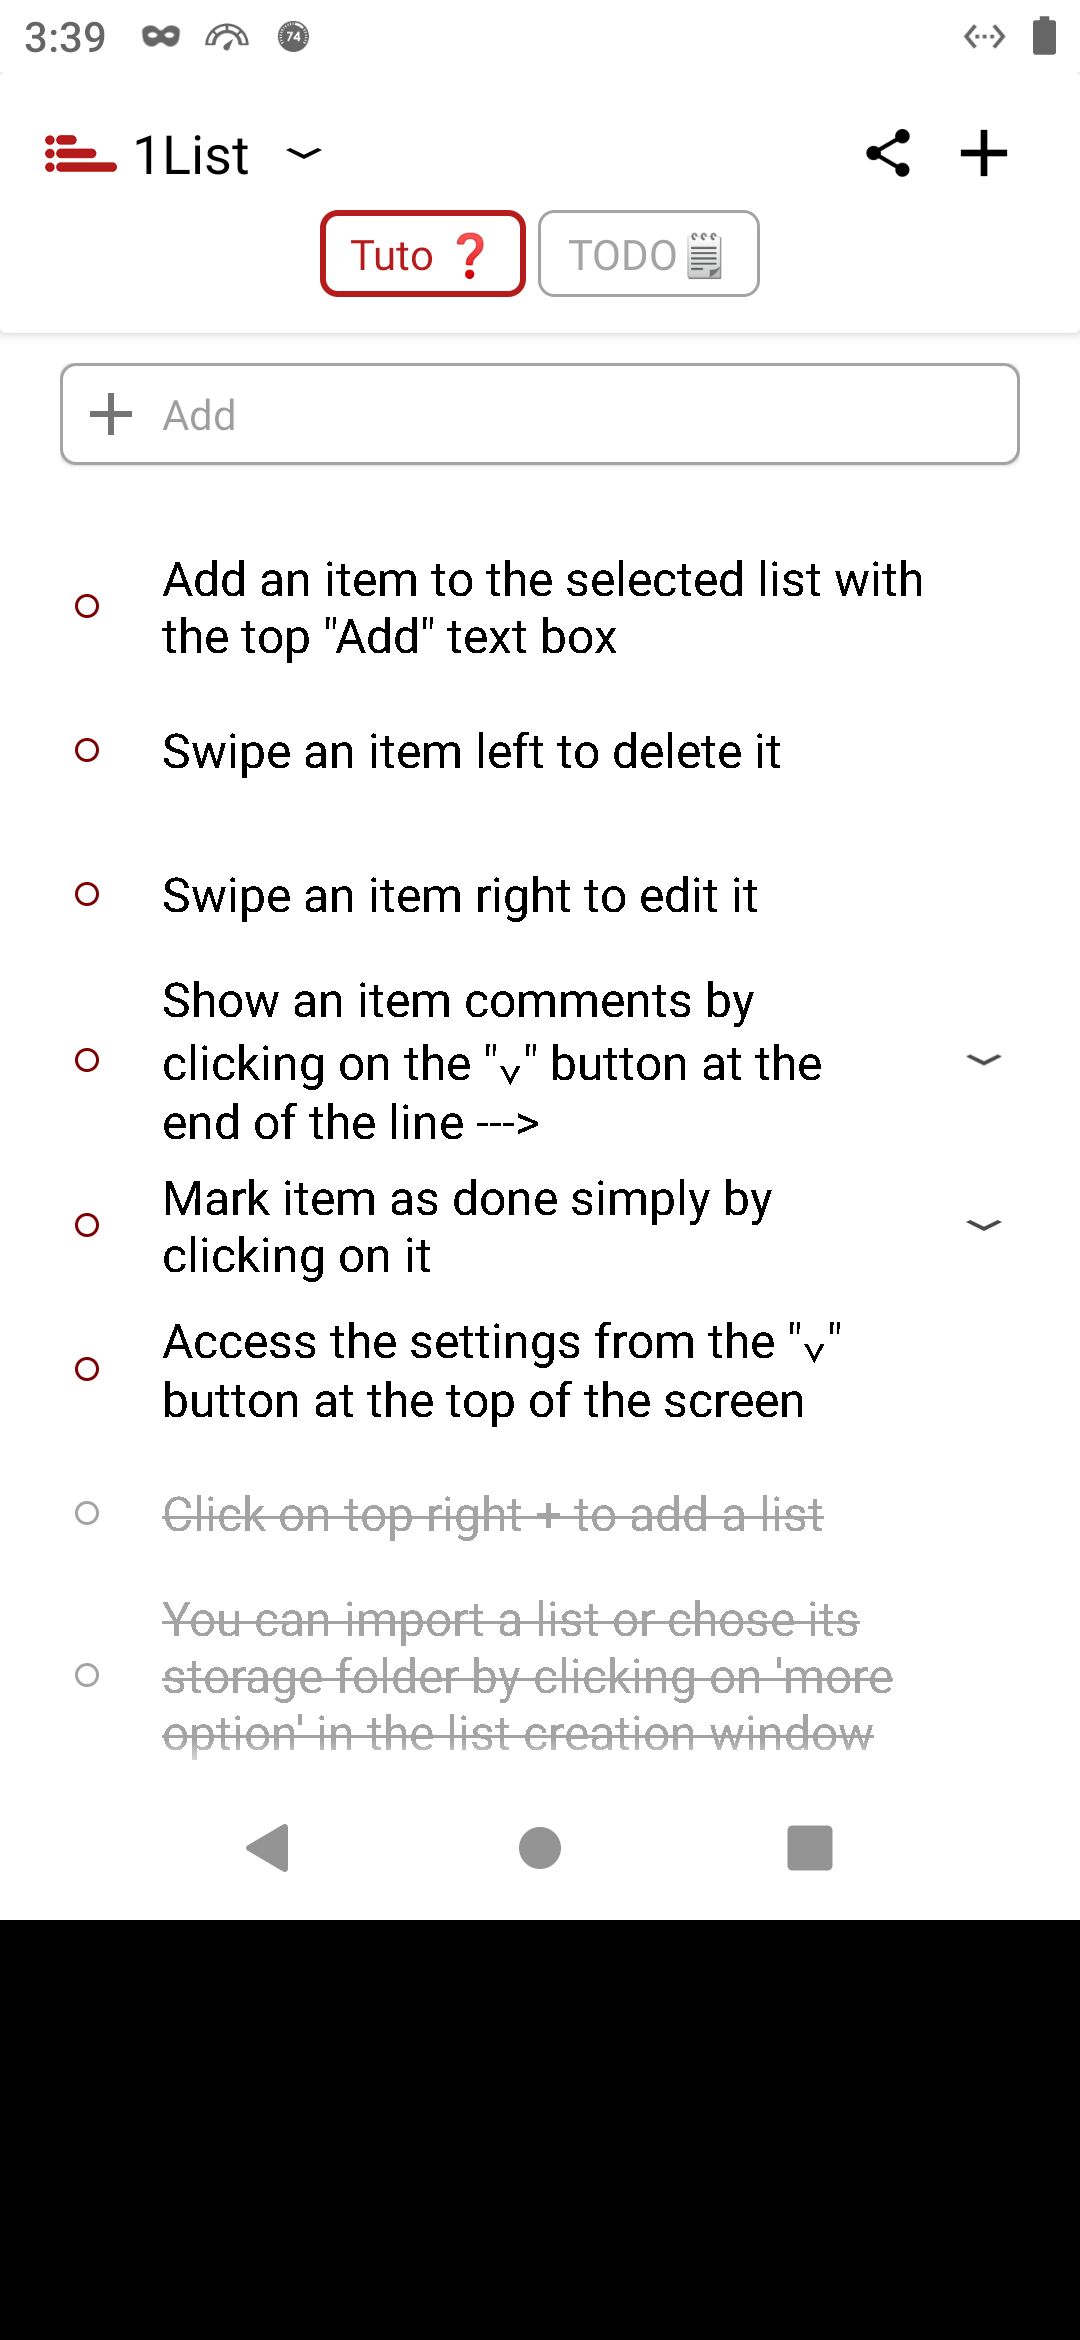 3:39
74
1List
Tuto ❓
TODO🗒
Add
Add an item to the selected list with
the top "Add" text box
Swipe an item left to delete it
Swipe an item right to edit it
Show an item comments by
clicking on the "˅" button at the
end of the line --->
Mark item as done simply by
clicking on it
Access the settings from the "˅"
button at the top of the screen
Click on top right + to add a list
You can import a list or chose its
storage folder by clicking on 'more
option' in the list creation window